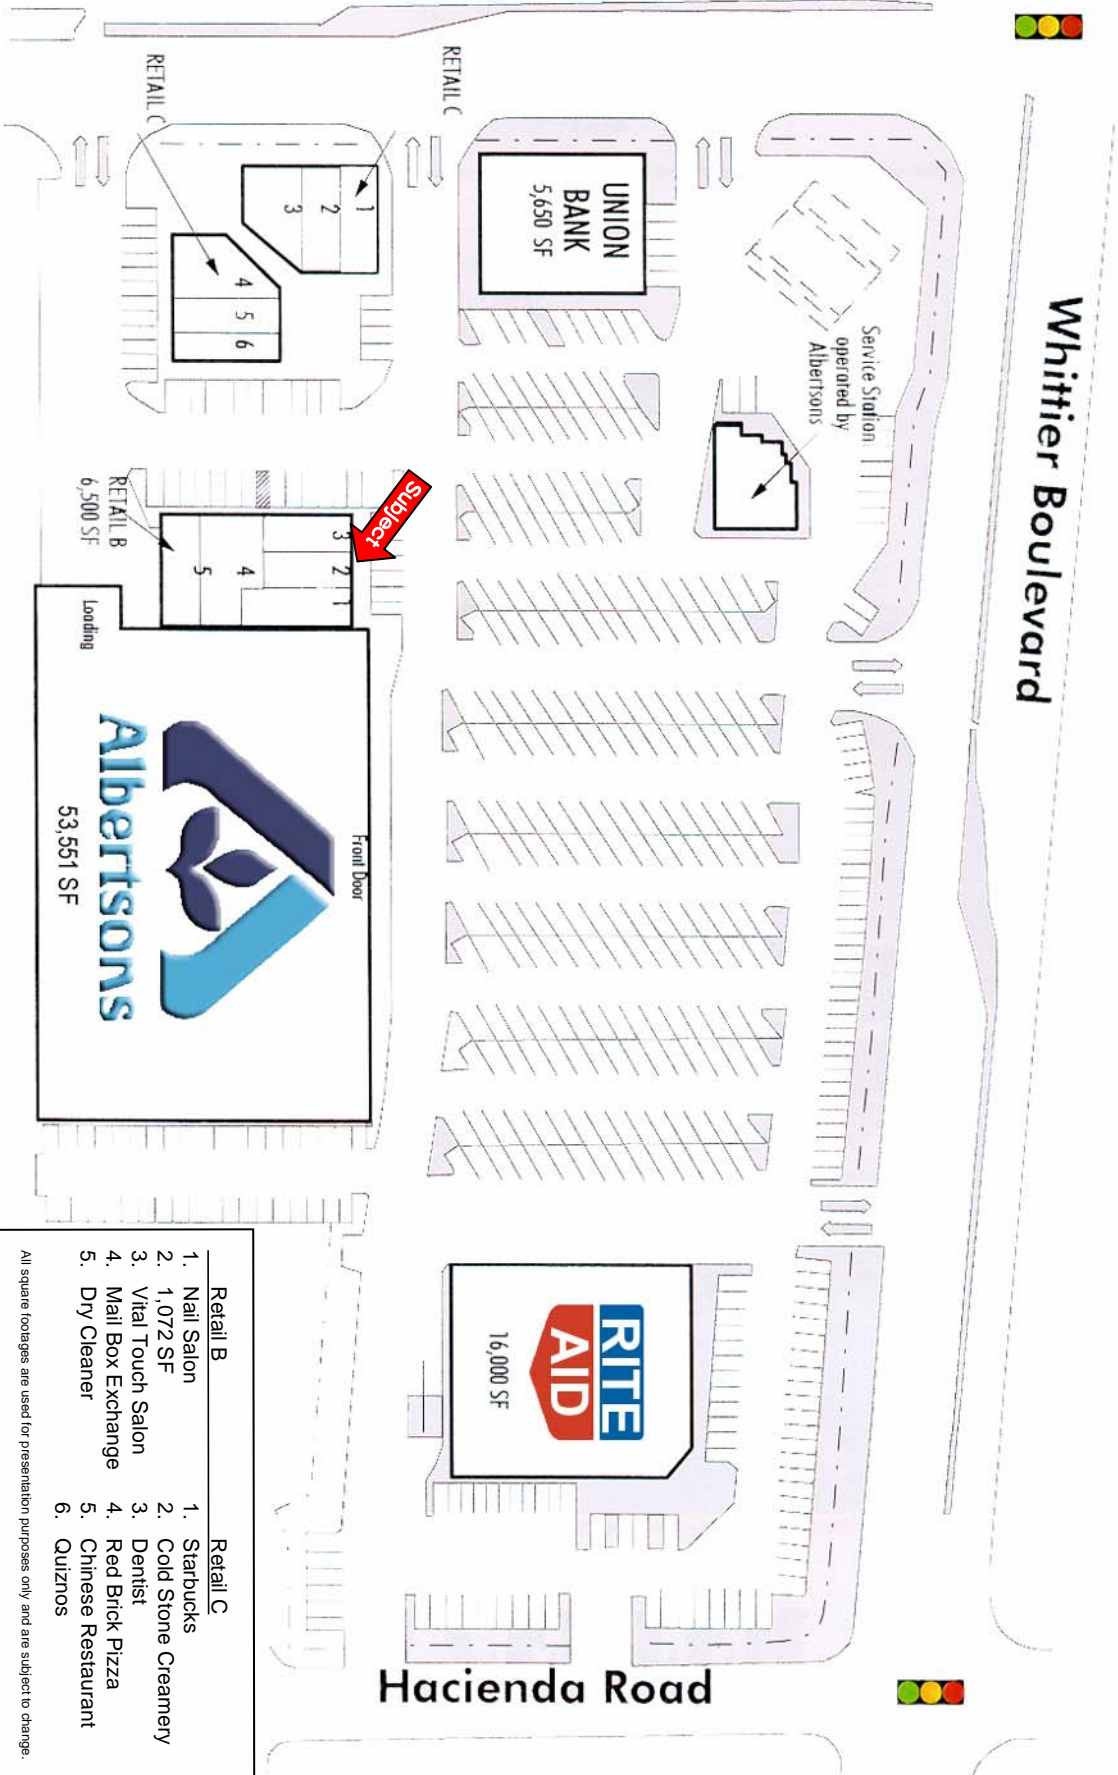 Whittier Boulevard
Hacienda Road
RETAIL C
RETAIL C
1
2
3
4
5
6
UNION
BANK
5,650 SF
Service Station
operated by
Albertsons
Subject
RETAIL B
6,500 SF
3
2
1
4
5
Loading
Front Door
Albertsons
53,551 SF
RITE
AID
16,000 SF
Retail B
1. Nail Salon
2. 1,072 SF
3. Vital Touch Salon
4. Mail Box Exchange
5. Dry Cleaner
Retail C
1. Starbucks
2. Cold Stone Creamery
3. Dentist
4. Red Brick Pizza
5. Chinese Restaurant
6. Quiznos
All square footages are used for presentation purposes only and are subject to change.